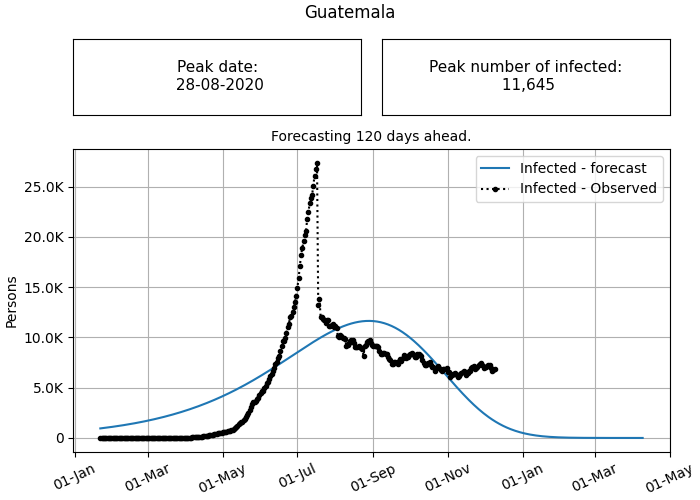 Guatemala
Peak date:
28-08-2020
Peak number of infected:
11,645
Forecasting 120 days ahead.
Infected - forecast
Infected - Observed
Persons
25.0K
20.0K
15.0K
10.0K
5.0K
0
01-Jan
01-Mar
01-May
01-Jul
01-Sep
01-Nov
01-Jan
01-Mar
01-May